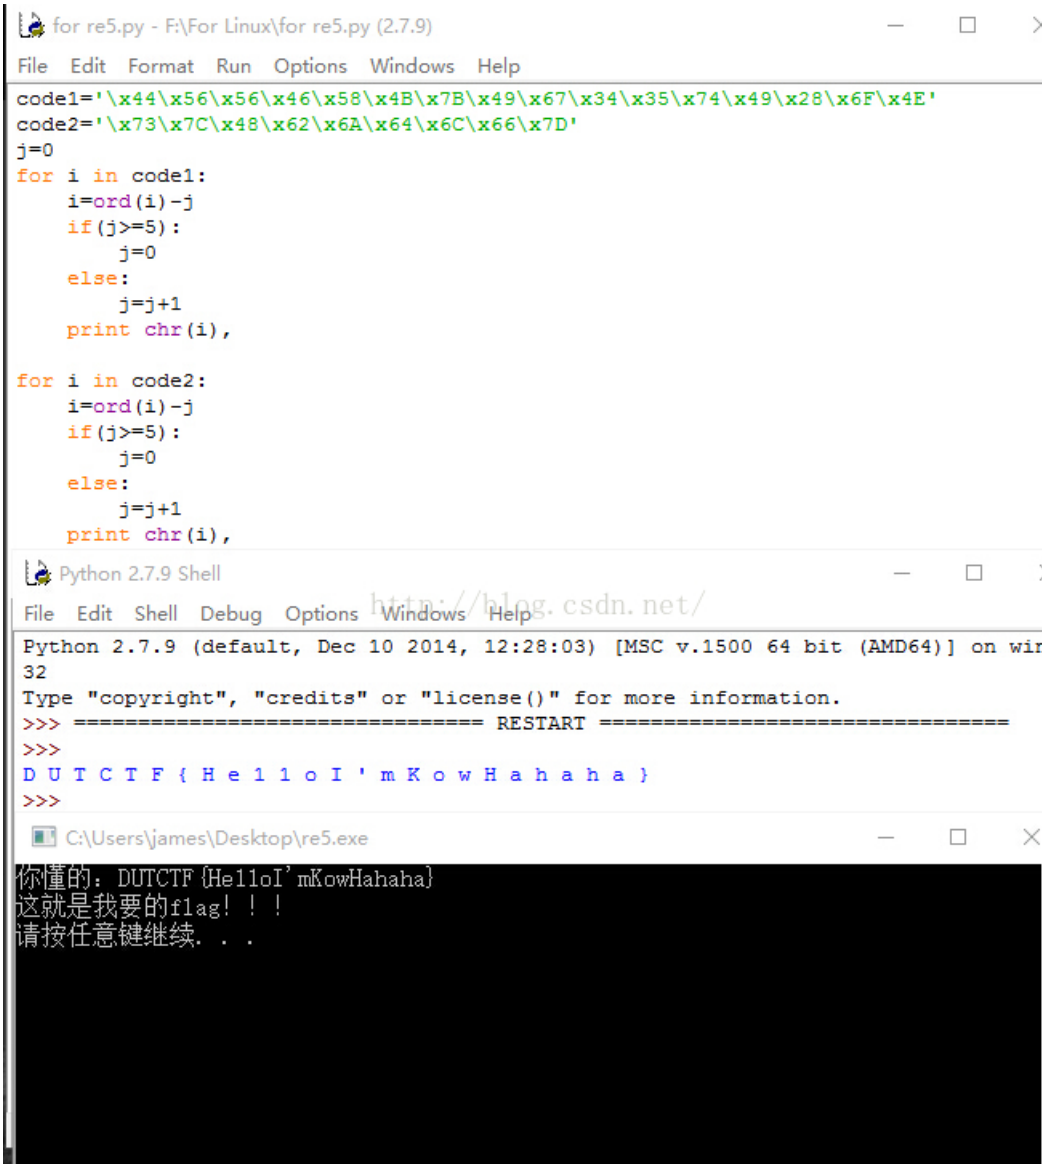 for re5.py - F:\For Linux\for re5.py (2.7.9)
File Edit Format Run Options Windows Help
code1='\x44\x56\x56\x46\x58\x4B\x7B\x49\x67\x34\x35\x74\x49\x28\x6F\x4E'
code2='\x73\x7C\x48\x62\x6A\x64\x6C\x66\x7D'
j=0
for i in code1:
    i=ord(i)-j
    if(j>=5):
        j=0
    else:
        j=j+1
    print chr(i),
for i in code2:
    i=ord(i)-j
    if(j>=5):
        j=0
    else:
        j=j+1
    print chr(i),
Python 2.7.9 Shell
File Edit Shell Debug Options Windows Help
http://blog.csdn.net/
Python 2.7.9 (default, Dec 10 2014, 12:28:03) [MSC v.1500 64 bit (AMD64)] on win
32
Type "copyright", "credits" or "license()" for more information.
>>> ================================ RESTART ================================
>>>
D U T C T F { H e 1 1 o I ' m K o w H a h a h a }
>>>
C:\Users\james\Desktop\re5.exe
你懂的：DUTCTF{He11oI'mKowHahaha}
这就是我要的flag！！！
请按任意键继续. . .